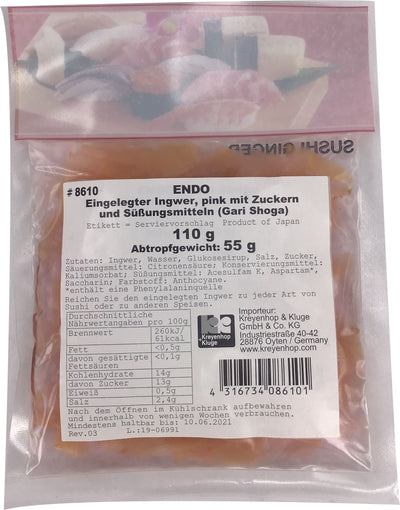 SUSHI GINGER
# 8610
ENDO
Eingelegter Ingwer, pink mit Zuckern
und Süßungsmitteln (Gari Shoga)
Etikett = Serviervorschlag Product of Japan
110 g
Abtropfgewicht: 55 g
Zutaten: Ingwer, Wasser, Glukosesirup, Salz, Zucker,
Säuerungsmittel: Citronensäure; Konservierungsmittel:
Kaliumsorbat; Süßungsmittel: Acesulfam K, Aspartam*,
Saccharin; Farbstoff: Anthocyane.
*enthält eine Phenylalaninquelle
Reichen Sie den eingelegten Ingwer zu jeder Art von
Sushi oder zu anderen Speisen.
Durchschnittliche
Nährwertangaben pro 100g
Brennwert 260kJ/
61kcal
Fett <0,5g
davon gesättigte <0,1g
Fettsäuren
Kohlenhydrate 14g
davon Zucker 13g
Eiweiß 0,5g
Salz 2,4g
Kreyenhop
Kluge
Importeur:
Kreyenhop & Kluge
GmbH & Co. KG
Industriestraße 40-42
28876 Oyten / Germany
www.kreyenhop.com
4 316734 086101
Nach dem Öffnen im Kühlschrank aufbewahren
und innerhalb von wenigen Wochen verbrauchen.
Mindestens haltbar bis: 10.06.2021
Rev.03 L.:19-06991